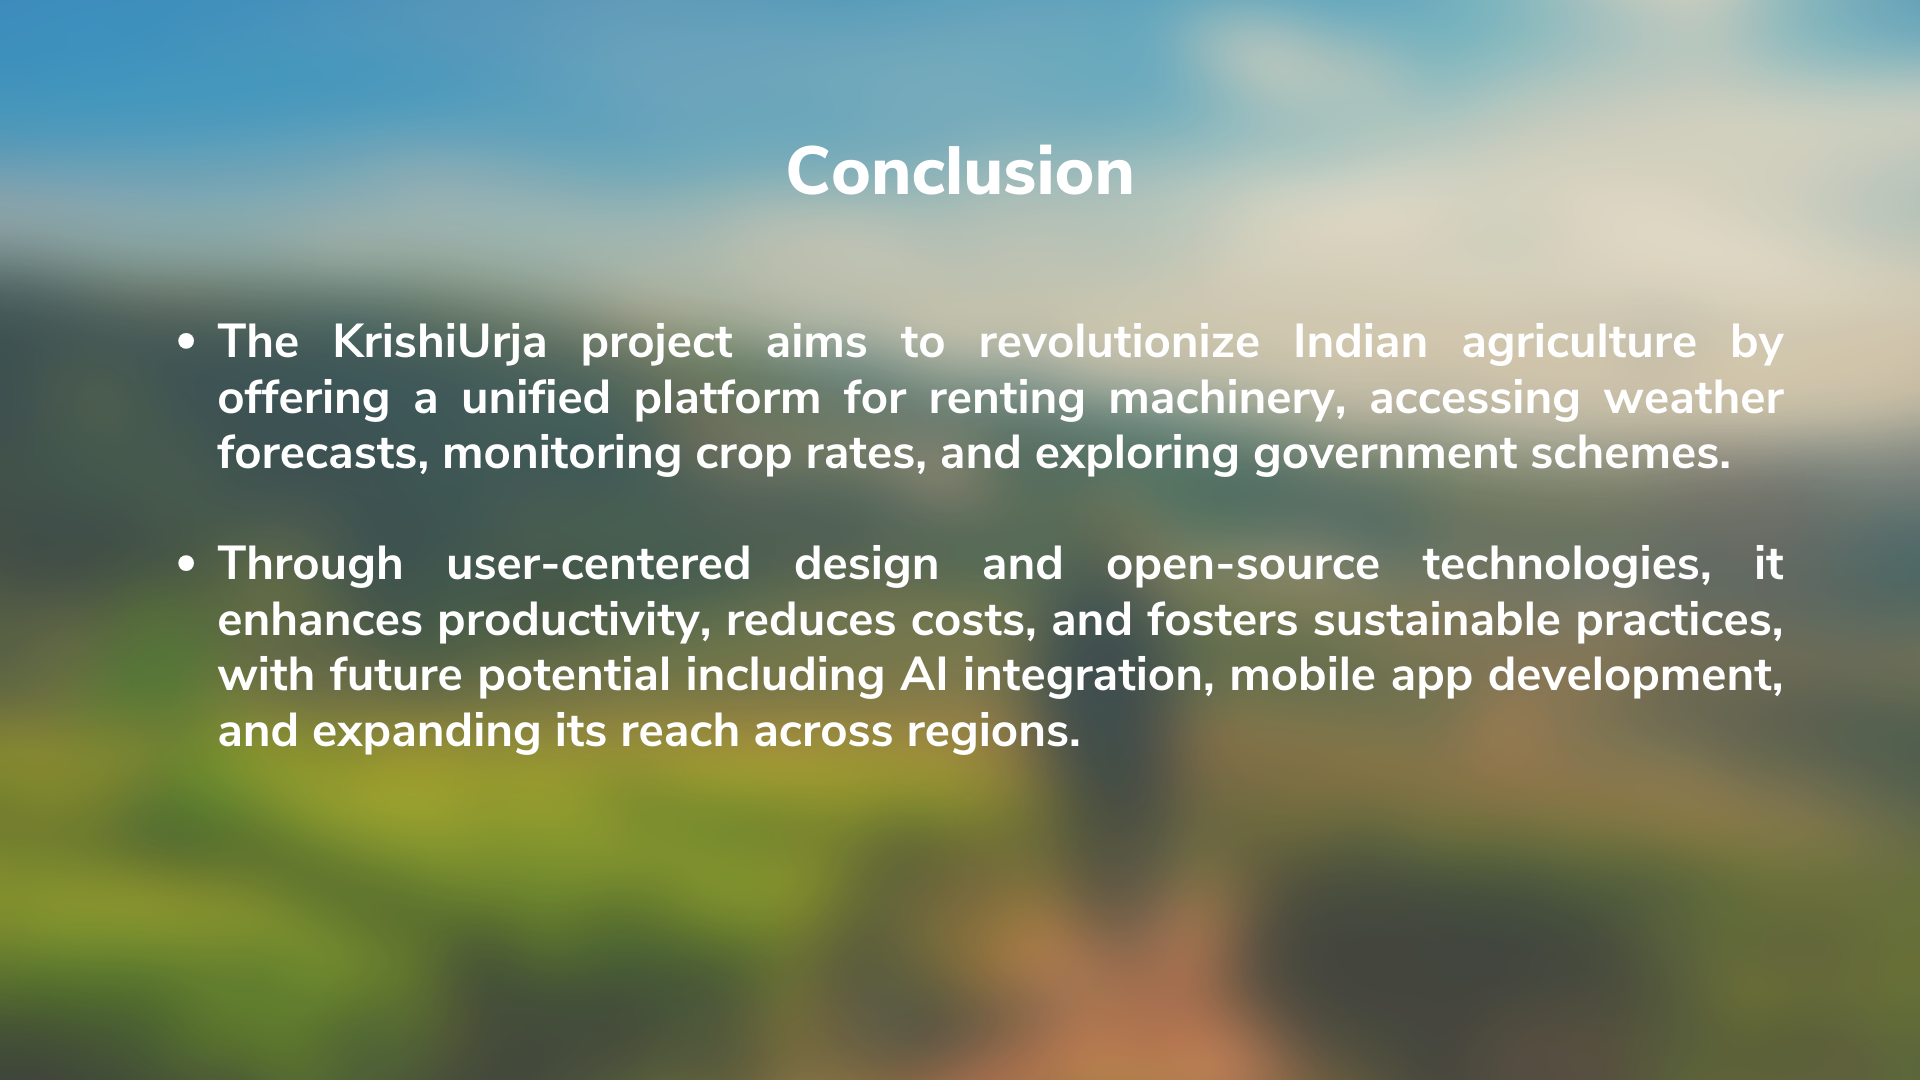 Conclusion
• The KrishiUrja project aims to revolutionize Indian agriculture by
offering a unified platform for renting machinery, accessing weather
forecasts, monitoring crop rates, and exploring government schemes.
• Through user-centered design and open-source technologies, it
enhances productivity, reduces costs, and fosters sustainable practices,
with future potential including AI integration, mobile app development,
and expanding its reach across regions.